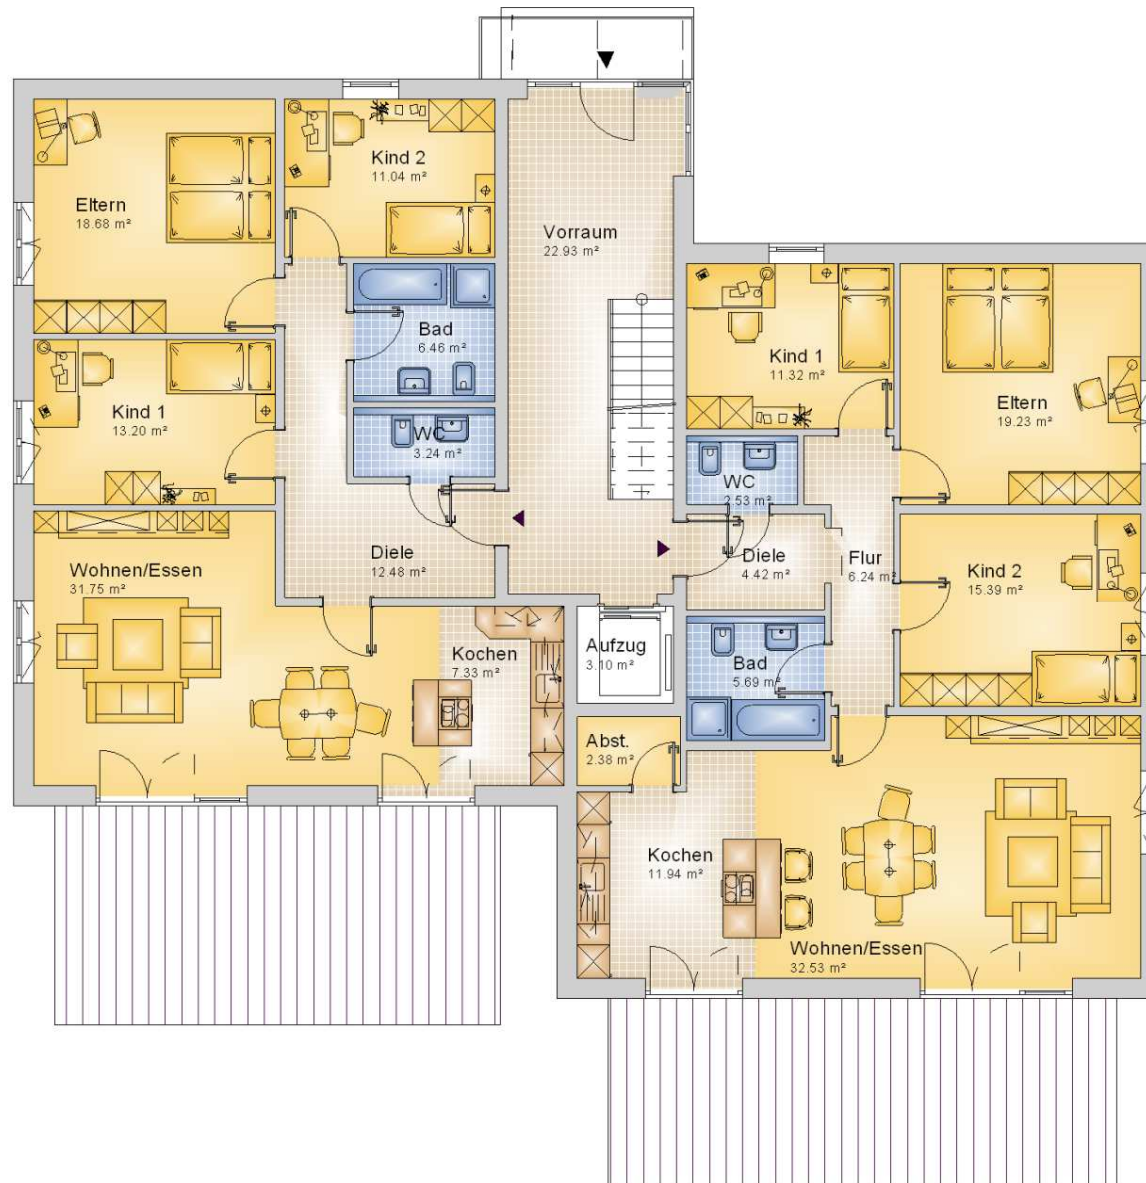 Eltern
18.68 m²
Kind 2
11.04 m²
Vorraum
22.93 m²
Bad
6.46 m²
Kind 1
13.20 m²
WC
3.24 m²
Kind 1
11.32 m²
Eltern
19.23 m²
WC
2.53 m²
Diele
12.48 m²
Wohnen/Essen
31.75 m²
Diele
4.42 m²
Flur
6.24 m²
Kind 2
15.39 m²
Kochen
7.33 m²
Aufzug
3.10 m²
Bad
5.69 m²
Abst.
2.38 m²
Kochen
11.94 m²
Wohnen/Essen
32.53 m²